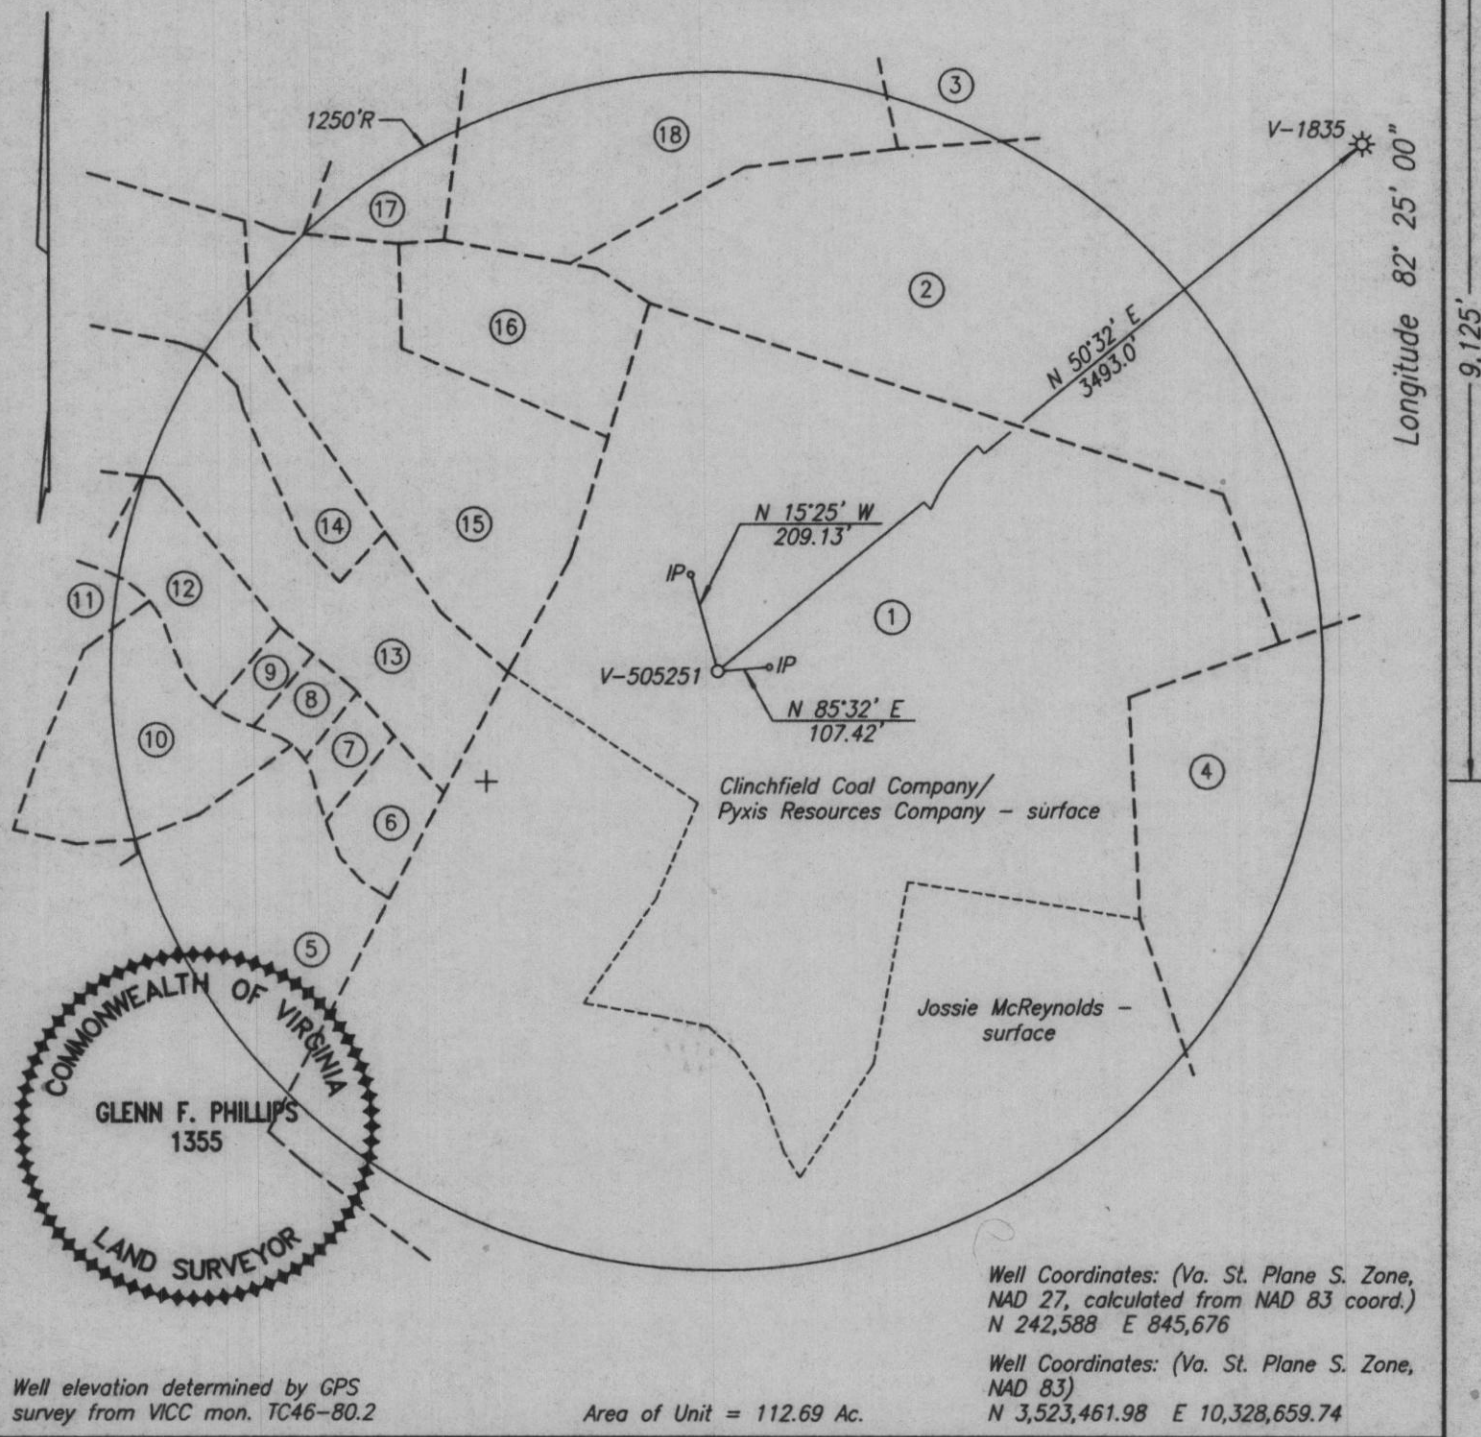 3
1250'R
18
V-1835
17
Longitude 82° 25' 00"
9,125'
2
16
N 50°32' E
3493.0'
14
15
N 15°25' W
209.13'
IP
12
11
1
13
9
8
V-505251
IP
N 85°32' E
107.42'
10
7
4
6
Clinchfield Coal Company/
Pyxis Resources Company - surface
5
Jossie McReynolds -
surface
COMMONWEALTH OF VIRGINIA
GLENN F. PHILLIPS
1355
LAND SURVEYOR
Well Coordinates: (Va. St. Plane S. Zone,
NAD 27, calculated from NAD 83 coord.)
N 242,588 E 845,676
Well Coordinates: (Va. St. Plane S. Zone,
NAD 83)
N 3,523,461.98 E 10,328,659.74
Well elevation determined by GPS
survey from VICC mon. TC46-80.2
Area of Unit = 112.69 Ac.